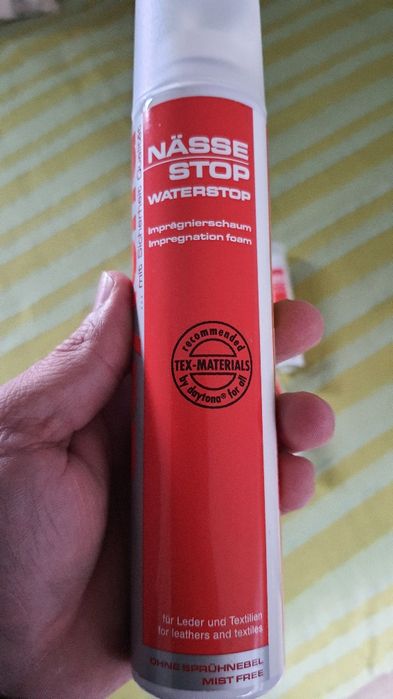 NÄSSE
STOP
WATERSTOP
Imprägnierschaum
Impregnation foam
recommended
TEX-MATERIALS
by daytona® for all
für Leder und Textilien
for leathers and textiles
OHNE SPRÜHNEBEL
MIST FREE